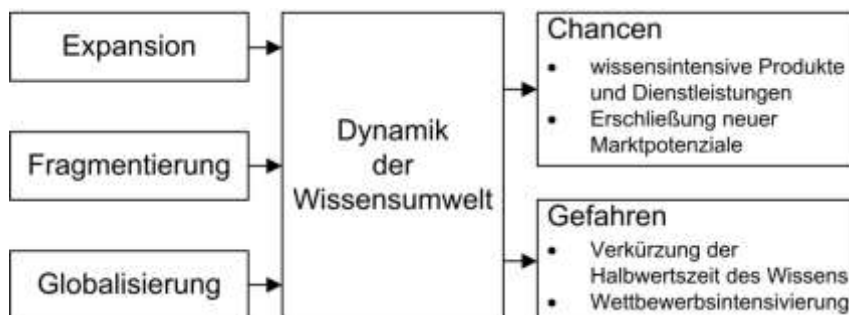 Expansion
Fragmentierung
Globalisierung
Dynamik
der
Wissensumwelt
Chancen
• wissensintensive Produkte
und Dienstleistungen
• Erschließung neuer
Marktpotenziale
Gefahren
• Verkürzung der
Halbwertszeit des Wissens
• Wettbewerbsintensivierung